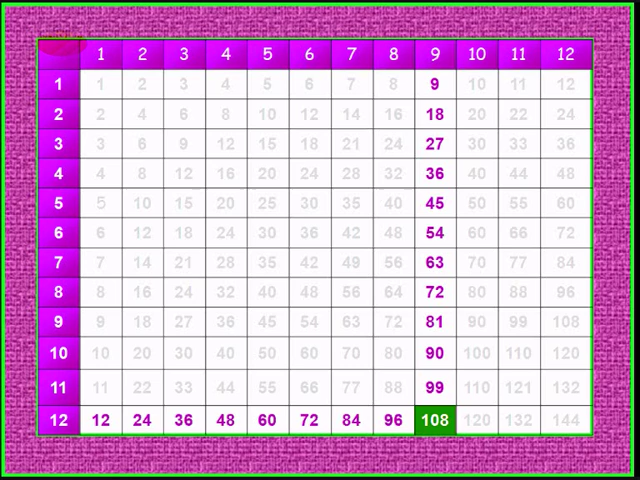 1 2 3 4 5 6 7 8 9 10 11 12
1 1 2 3 4 5 6 7 8 9 10 11 12
2 2 4 6 8 10 12 14 16 18 20 22 24
3 3 6 9 12 15 18 21 24 27 30 33 36
4 4 8 12 16 20 24 28 32 36 40 44 48
5 5 10 15 20 25 30 35 40 45 50 55 60
6 6 12 18 24 30 36 42 48 54 60 66 72
7 7 14 21 28 35 42 49 56 63 70 77 84
8 8 16 24 32 40 48 56 64 72 80 88 96
9 9 18 27 36 45 54 63 72 81 90 99 108
10 10 20 30 40 50 60 70 80 90 100 110 120
11 11 22 33 44 55 66 77 88 99 110 121 132
12 12 24 36 48 60 72 84 96 108 120 132 144